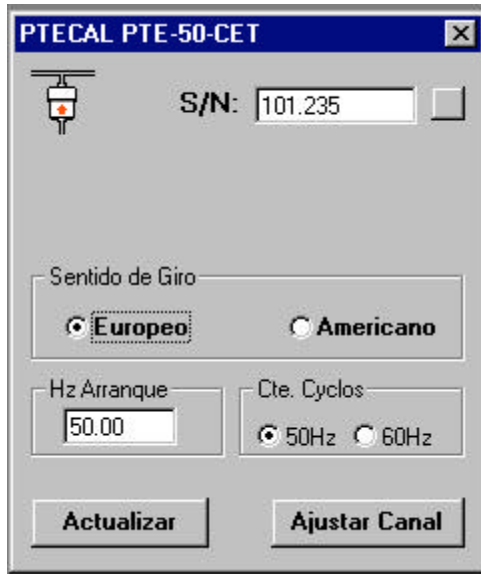 PTECAL PTE-50-CET
S/N: 101.235
Sentido de Giro
Europeo Americano
Hz Arranque Cte. Cyclos
50.00 50Hz 60Hz
Actualizar Ajustar Canal